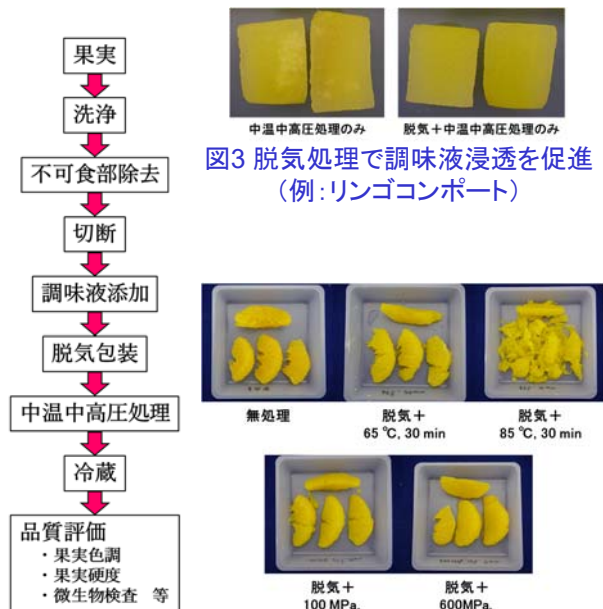 果実
洗浄
不可食部除去
切断
調味液添加
脱気包装
中温中高圧処理
冷蔵
品質評価
・果実色調
・果実硬度
・微生物検査 等
中温中高圧処理のみ
脱気+中温中高圧処理のみ
図3 脱気処理で調味液浸透を促進
(例:リンゴコンポート)
無処理
脱気+
65 ℃, 30 min
脱気+
85 ℃, 30 min
脱気+
100 MPa,
脱気+
600MPa,